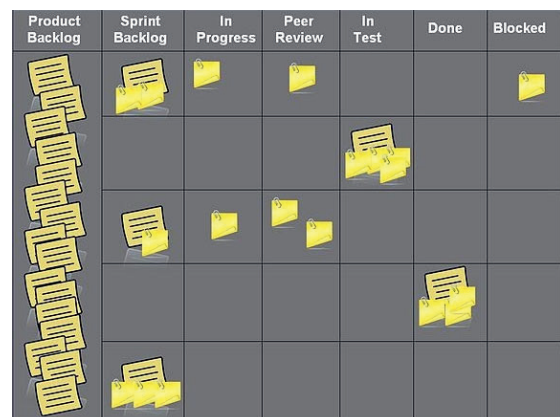 Product
Backlog
Sprint
Backlog
In
Progress
Peer
Review
In
Test
Done
Blocked